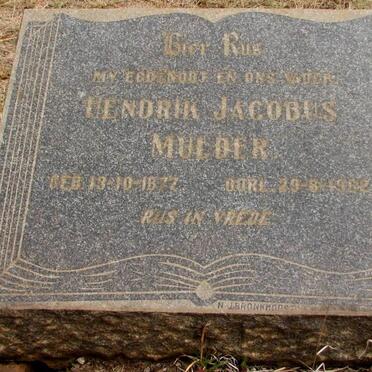 Hier Rus
MY EGGENOOT EN ONS VADER
HENDRIK JACOBUS
MULDER
GEB. 13-10-1877 OORL. 29-8-1962
RUS IN VREDE